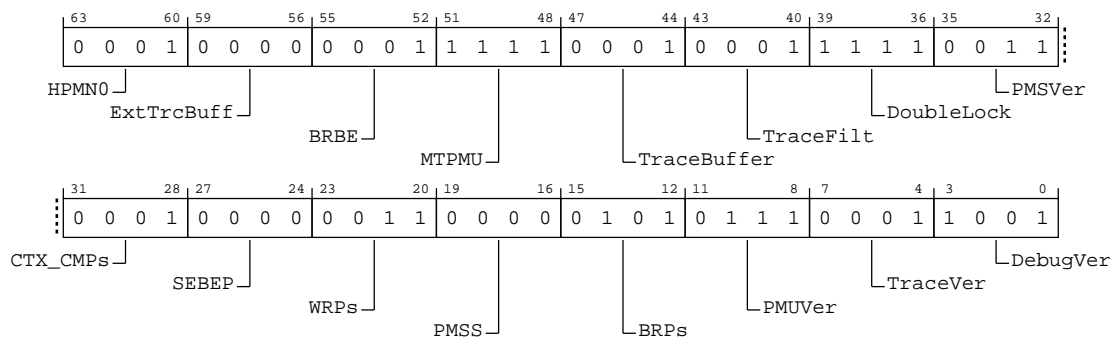 63 60 59 56 55 52 51 48 47 44 43 40 39 36 35 32
0 0 0 1 0 0 0 0 0 0 0 1 1 1 1 1 0 0 0 1 0 0 0 1 1 1 1 1 0 0 1 1
HPMN0 PMSVer
ExtTrcBuff DoubleLock
BRBE TraceFilt
MTPMU TraceBuffer
31 28 27 24 23 20 19 16 15 12 11 8 7 4 3 0
0 0 0 1 0 0 0 0 0 0 1 1 0 0 0 0 0 1 0 1 0 1 1 1 0 0 0 1 1 0 0 1
CTX_CMPs DebugVer
SEBEP TraceVer
WRPs PMUVer
PMSS BRPs